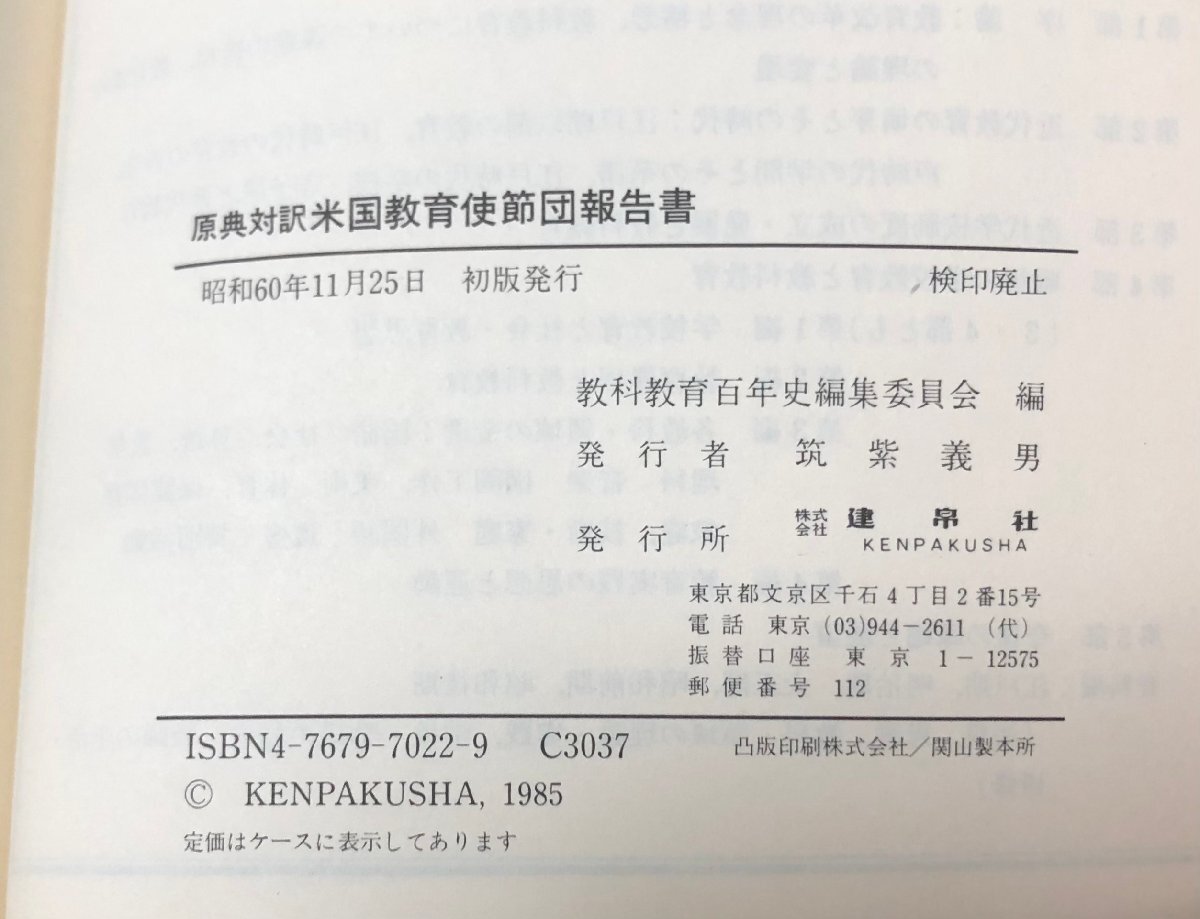 原典対訳米国教育使節団報告書
昭和60年11月25日 初版発行 検印廃止
教科教育百年史編集委員会 編
発行者 筑紫義男
発行所 株式会社 建帛社
KENPAKUSHA
東京都文京区千石4丁目2番15号
電話 東京(03)944-2611(代)
振替口座 東京 1-12575
郵便番号 112
ISBN4-7679-7022-9 C3037 凸版印刷株式会社/関山製本所
© KENPAKUSHA, 1985
定価はケースに表示してあります